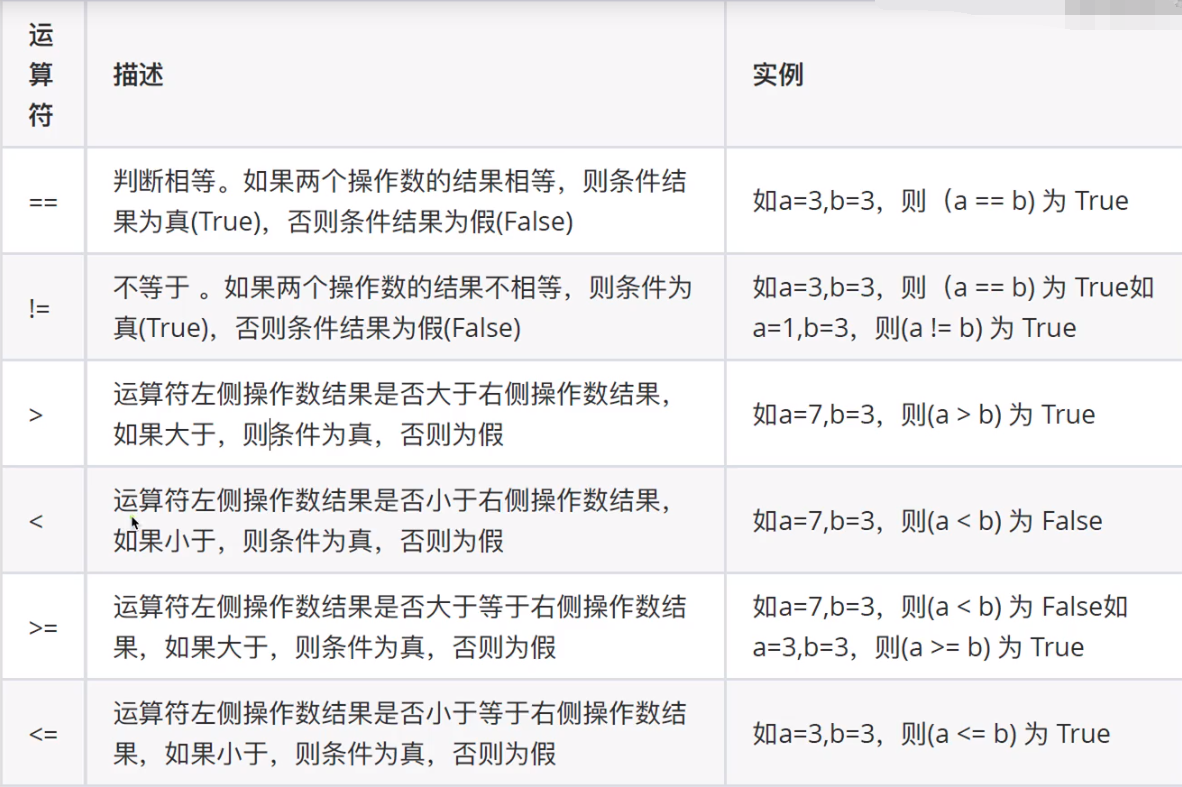 运
算
符
描述
实例
==
判断相等。如果两个操作数的结果相等，则条件结
果为真(True)，否则条件结果为假(False)
如a=3,b=3，则（a == b) 为 True
!=
不等于 。如果两个操作数的结果不相等，则条件为
真(True)，否则条件结果为假(False)
如a=3,b=3，则（a == b) 为 True如
a=1,b=3，则(a != b) 为 True
>
运算符左侧操作数结果是否大于右侧操作数结果，
如果大于，则条件为真，否则为假
如a=7,b=3，则(a > b) 为 True
<
运算符左侧操作数结果是否小于右侧操作数结果，
如果小于，则条件为真，否则为假
如a=7,b=3，则(a < b) 为 False
>=
运算符左侧操作数结果是否大于等于右侧操作数结
果，如果大于，则条件为真，否则为假
如a=7,b=3，则(a < b) 为 False如
a=3,b=3，则(a >= b) 为 True
<=
运算符左侧操作数结果是否小于等于右侧操作数结
果，如果小于，则条件为真，否则为假
如a=3,b=3，则(a <= b) 为 True